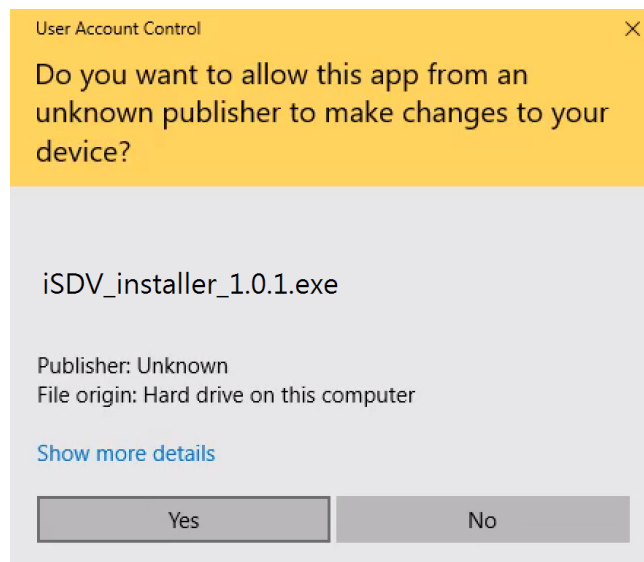 User Account Control
Do you want to allow this app from an
unknown publisher to make changes to your
device?
iSDV_installer_1.0.1.exe
Publisher: Unknown
File origin: Hard drive on this computer
Show more details
Yes
No